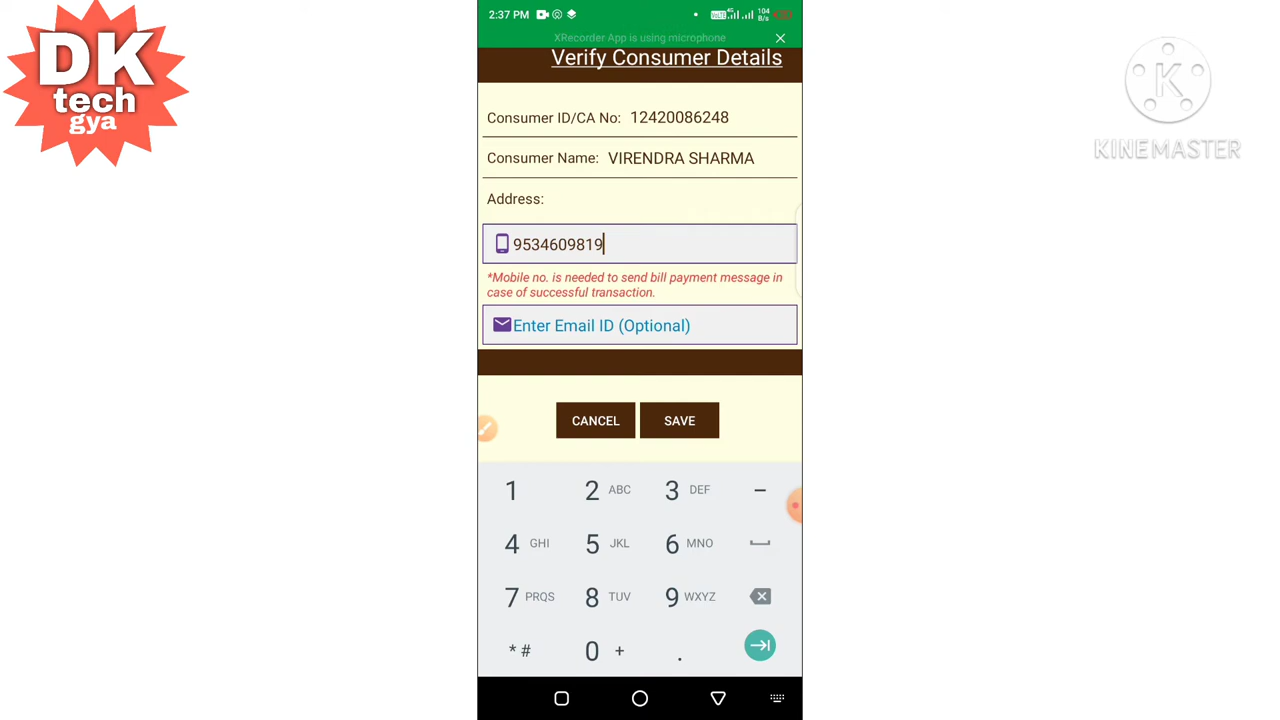 DK
tech
gya
2:37 PM
4G
104
B/s
XRecorder App is using microphone
Verify Consumer Details
Consumer ID/CA No: 12420086248
Consumer Name: VIRENDRA SHARMA
Address:
9534609819
*Mobile no. is needed to send bill payment message in
case of successful transaction.
Enter Email ID (Optional)
CANCEL SAVE
1 2 ABC 3 DEF –
4 GHI 5 JKL 6 MNO
7 PRQS 8 TUV 9 WXYZ
* # 0 + .
K
KINEMASTER